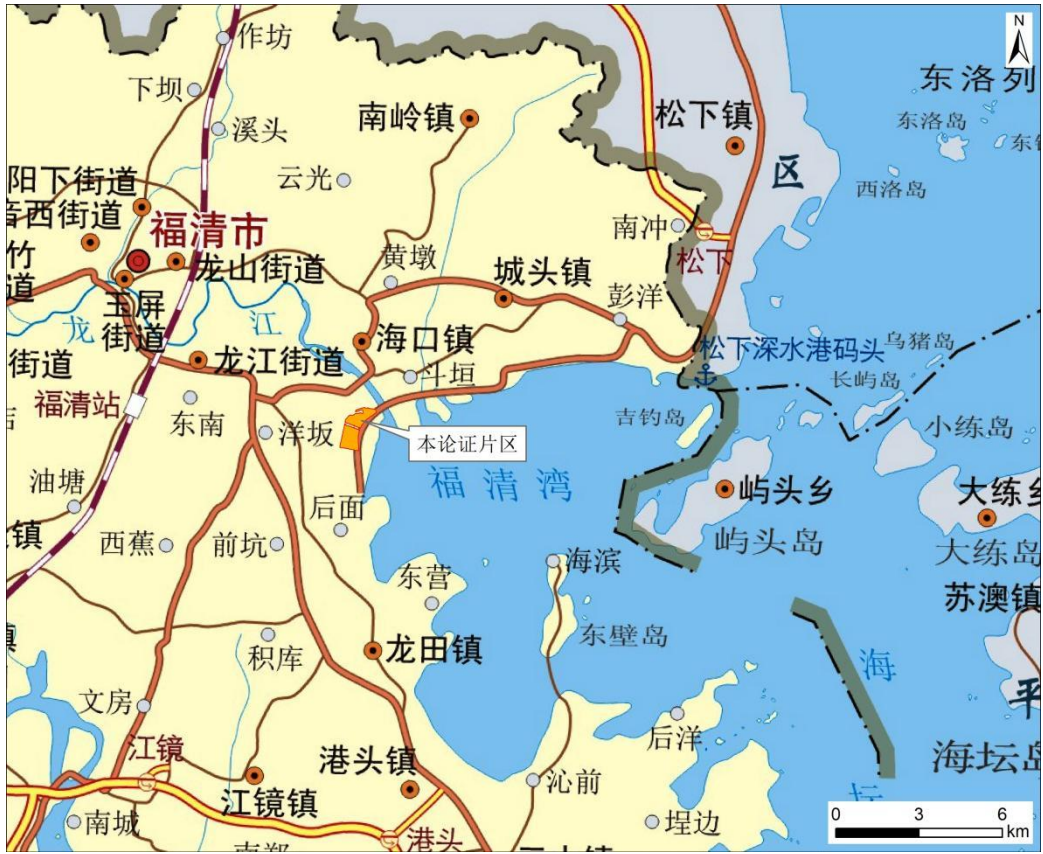 N
作坊
下坝
溪头
南岭镇
松下镇
东洛列
东洛岛
西洛岛
区
云光
阳下街道
音西街道
福清市
龙山街道
竹
道
玉屏
街道
龙
江
街道
南冲
松下
黄墩
城头镇
彭洋
海口镇
龙江街道
斗垣
松下深水港码头
乌猪岛
长屿岛
小练岛
吉钓岛
福清站
东南
洋坂
本论证片区
福清湾
油塘
后面
西蕉
前坑
屿头乡
屿头岛
大练乡
大练岛
海滨
东营
东壁岛
苏澳镇
龙田镇
积库
文房
海
坛
平
海坛岛
后洋
江镜
江镜镇
港头镇
沁前
南城
港头
埕边
0 3 6
km